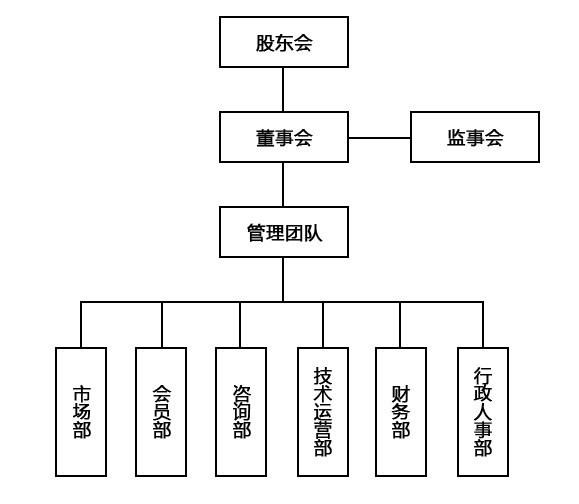 股东会
董事会
监事会
管理团队
市场部
会员部
咨询部
技术运营部
财务部
行政人事部